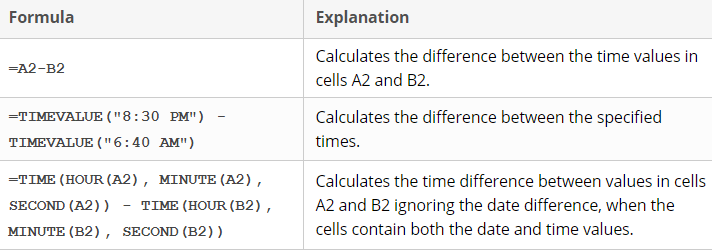 Formula Explanation
=A2-B2
Calculates the difference between the time values in
cells A2 and B2.
=TIMEVALUE("8:30 PM") -
TIMEVALUE("6:40 AM")
Calculates the difference between the specified
times.
=TIME(HOUR(A2), MINUTE(A2),
SECOND(A2)) - TIME(HOUR(B2),
MINUTE(B2), SECOND(B2))
Calculates the time difference between values in cells
A2 and B2 ignoring the date difference, when the
cells contain both the date and time values.